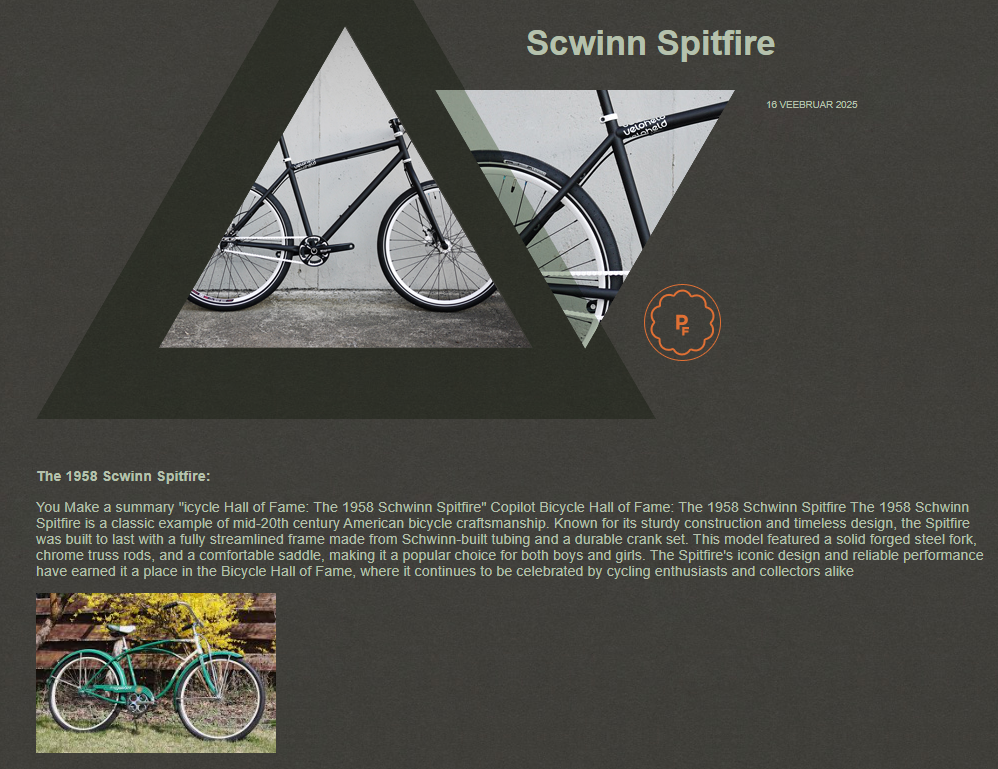 Scwinn Spitfire
16 VEEBRUAR 2025
veloheld
veloheld
veloheld
P
F
The 1958 Scwinn Spitfire:
You Make a summary "icycle Hall of Fame: The 1958 Schwinn Spitfire" Copilot Bicycle Hall of Fame: The 1958 Schwinn Spitfire The 1958 Schwinn
Spitfire is a classic example of mid-20th century American bicycle craftsmanship. Known for its sturdy construction and timeless design, the Spitfire
was built to last with a fully streamlined frame made from Schwinn-built tubing and a durable crank set. This model featured a solid forged steel fork,
chrome truss rods, and a comfortable saddle, making it a popular choice for both boys and girls. The Spitfire's iconic design and reliable performance
have earned it a place in the Bicycle Hall of Fame, where it continues to be celebrated by cycling enthusiasts and collectors alike